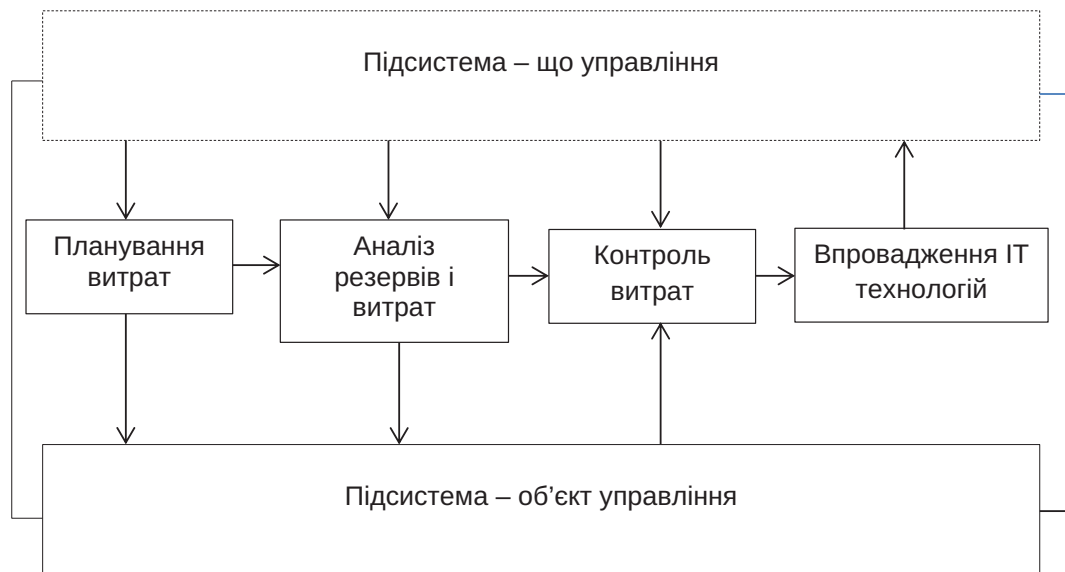 Підсистема – що управління
Планування
витрат
Аналіз
резервів і
витрат
Контроль
витрат
Впровадження ІТ
технологій
Підсистема – об’єкт управління